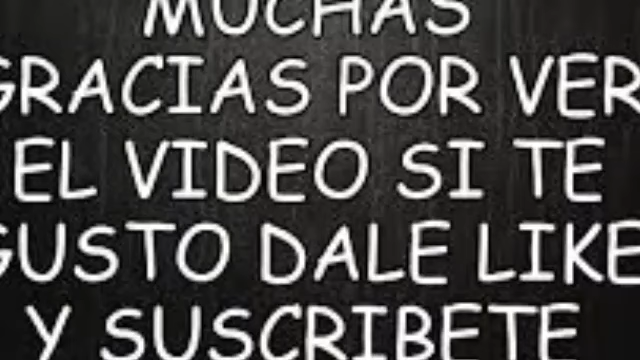 MUCHAS
GRACIAS POR VER
EL VIDEO SI TE
GUSTO DALE LIKE
Y SUSCRIBETE